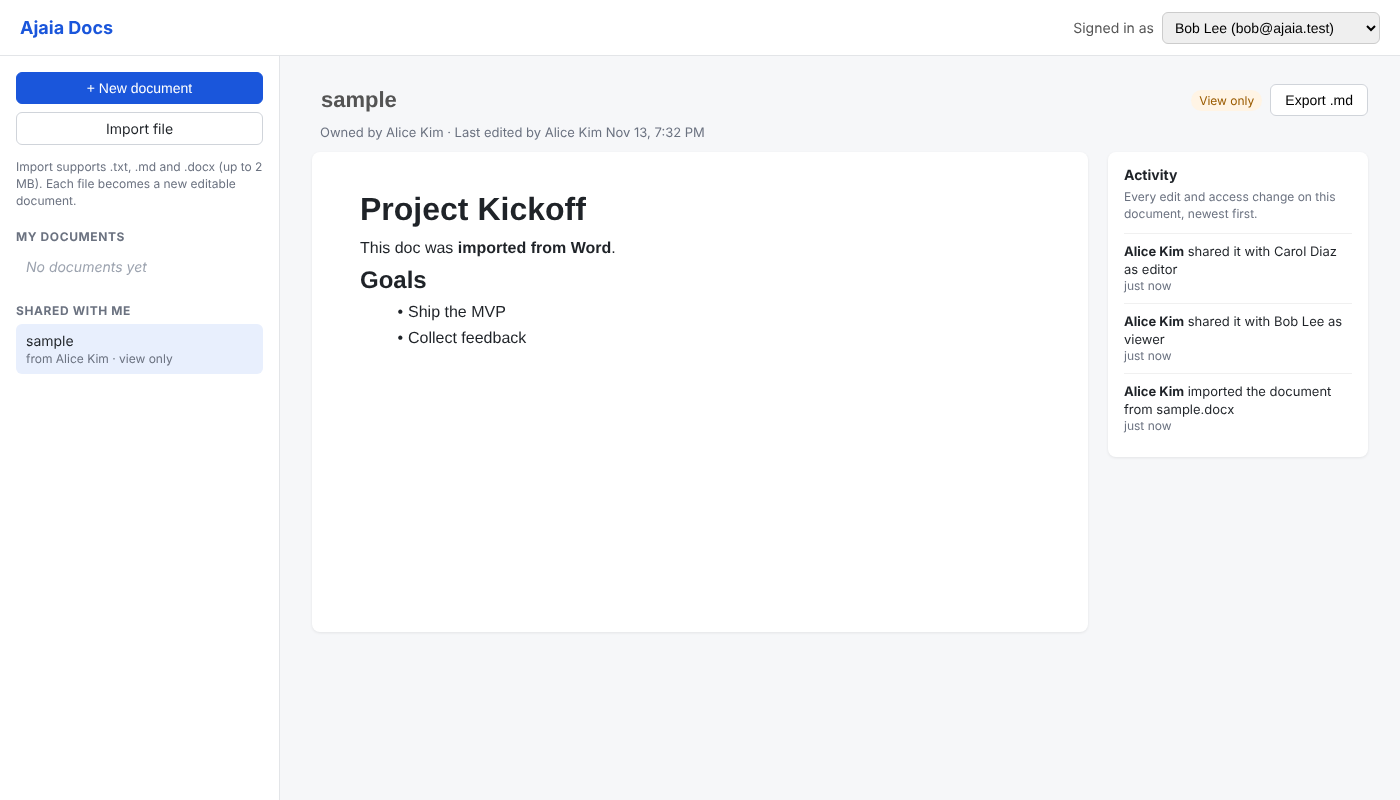 Ajaia Docs
Signed in as
Bob Lee (bob@ajaia.test)
+ New document
Import file
Import supports .txt, .md and .docx (up to 2
MB). Each file becomes a new editable
document.
MY DOCUMENTS
No documents yet
SHARED WITH ME
sample
from Alice Kim · view only
sample
View only
Export .md
Owned by Alice Kim · Last edited by Alice Kim Nov 13, 7:32 PM
Project Kickoff
This doc was imported from Word.
Goals
• Ship the MVP
• Collect feedback
Activity
Every edit and access change on this
document, newest first.
Alice Kim shared it with Carol Diaz
as editor
just now
Alice Kim shared it with Bob Lee as
viewer
just now
Alice Kim imported the document
from sample.docx
just now